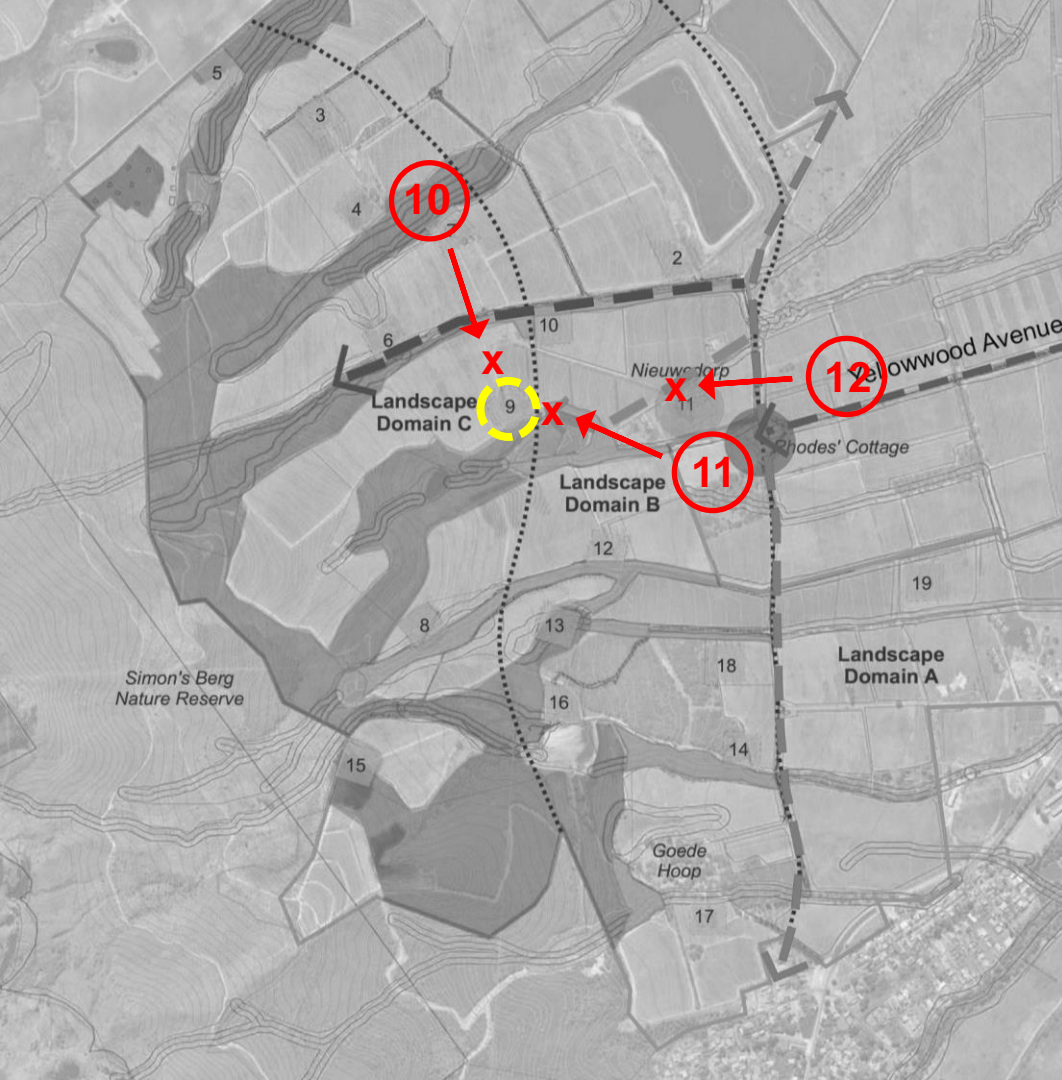 5
3
10
4
2
10
6
Yellowwood Avenue
Nieuwedorp
12
x
x
Landscape
Domain C
9
x
11
Rhodes' Cottage
11
Landscape
Domain B
12
19
8
13
Landscape
Domain A
18
Simon's Berg
Nature Reserve
16
14
15
Goede
Hoop
17